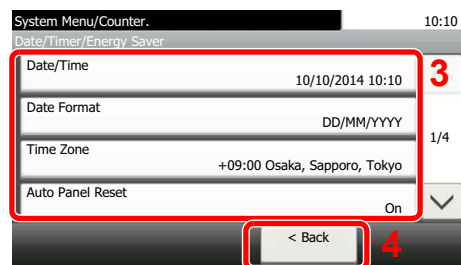 System Menu/Counter. 10:10
Date/Timer/Energy Saver
Date/Time
10/10/2014 10:10
3
Date Format
DD/MM/YYYY
1/4
Time Zone
+09:00 Osaka, Sapporo, Tokyo
Auto Panel Reset
On
< Back
4